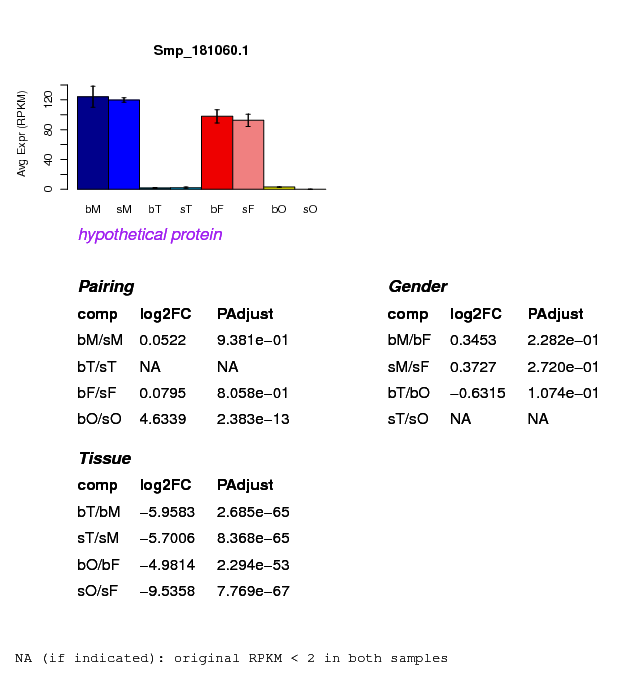 Smp_181060.1
Avg Expr (RPKM)
0 40 80 120
bM sM bT sT bF sF bO sO
hypothetical protein
Pairing
comp log2FC PAdjust
bM/sM 0.0522 9.381e−01
bT/sT NA NA
bF/sF 0.0795 8.058e−01
bO/sO 4.6339 2.383e−13
Gender
comp log2FC PAdjust
bM/bF 0.3453 2.282e−01
sM/sF 0.3727 2.720e−01
bT/bO −0.6315 1.074e−01
sT/sO NA NA
Tissue
comp log2FC PAdjust
bT/bM −5.9583 2.685e−65
sT/sM −5.7006 8.368e−65
bO/bF −4.9814 2.294e−53
sO/sF −9.5358 7.769e−67
NA (if indicated): original RPKM < 2 in both samples